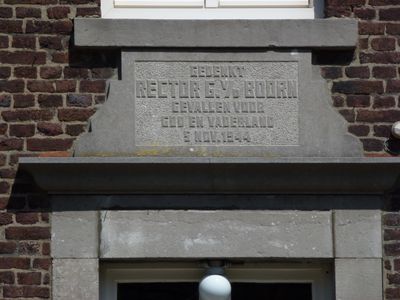 GEDENKT
RECTOR G. V.D BOORN
GEVALLEN VOOR
GOD EN VADERLAND
5 NOV. 1944